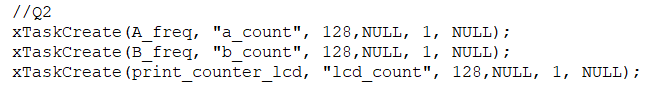 //Q2
xTaskCreate(A_freq, "a_count", 128,NULL, 1, NULL);
xTaskCreate(B_freq, "b_count", 128,NULL, 1, NULL);
xTaskCreate(print_counter_lcd, "lcd_count", 128,NULL, 1, NULL);